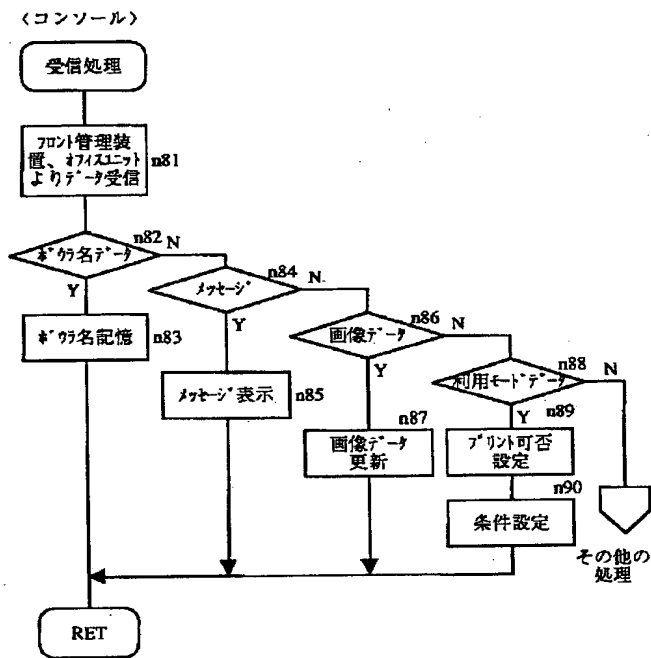 〈コンソール〉
受信処理
フロント管理装
置、オフィスユニット
よりデータ受信
n81
n82
ボウラ名データ
N
Y
n84
メッセージ
N
ボウラ名記憶
n83
Y
n86
画像データ
N
n88
メッセージ表示
n85
Y
利用モードデータ
N
n87
Y
n89
画像データ
更新
プリント可否
設定
n90
条件設定
その他の
処理
RET